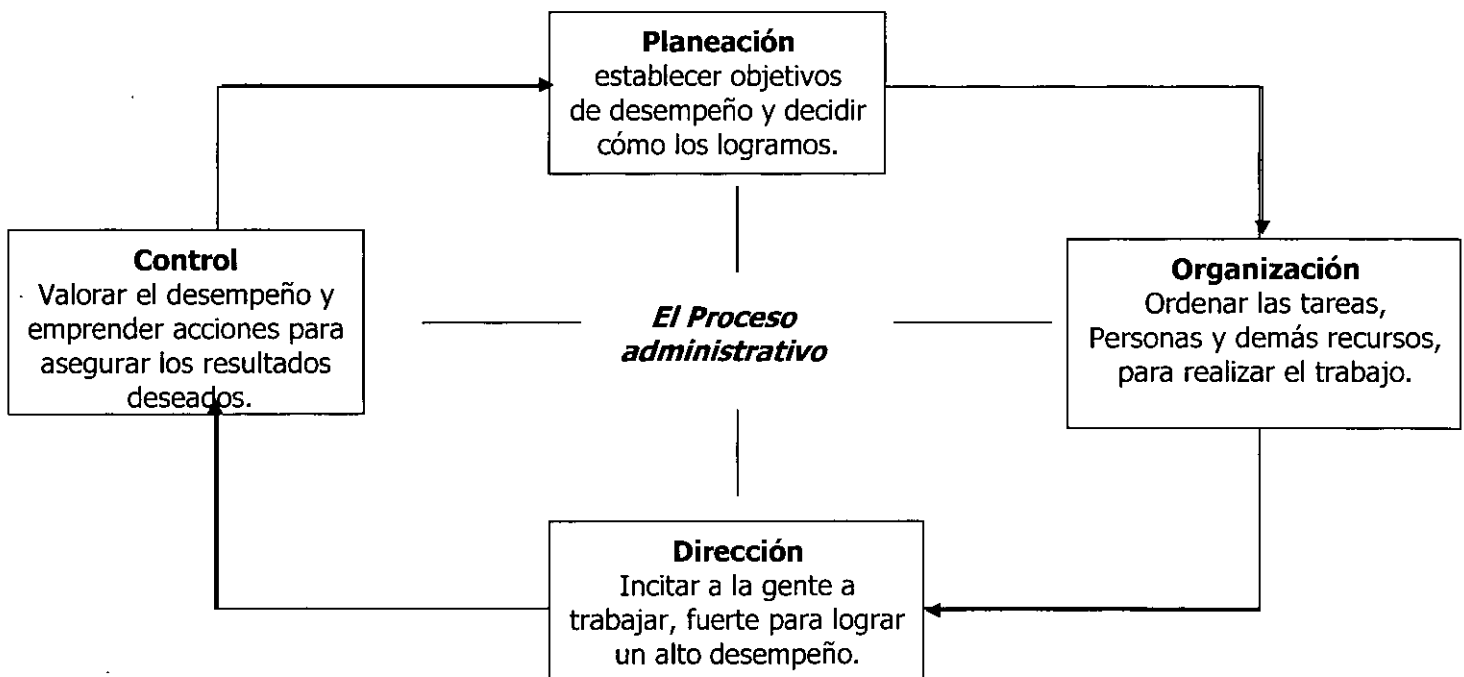 Planeación
establecer objetivos
de desempeño y decidir
cómo los logramos.
Control
Valorar el desempeño y
emprender acciones para
asegurar los resultados
deseados.
El Proceso
administrativo
Organización
Ordenar las tareas,
Personas y demás recursos,
para realizar el trabajo.
Dirección
Incitar a la gente a
trabajar, fuerte para lograr
un alto desempeño.